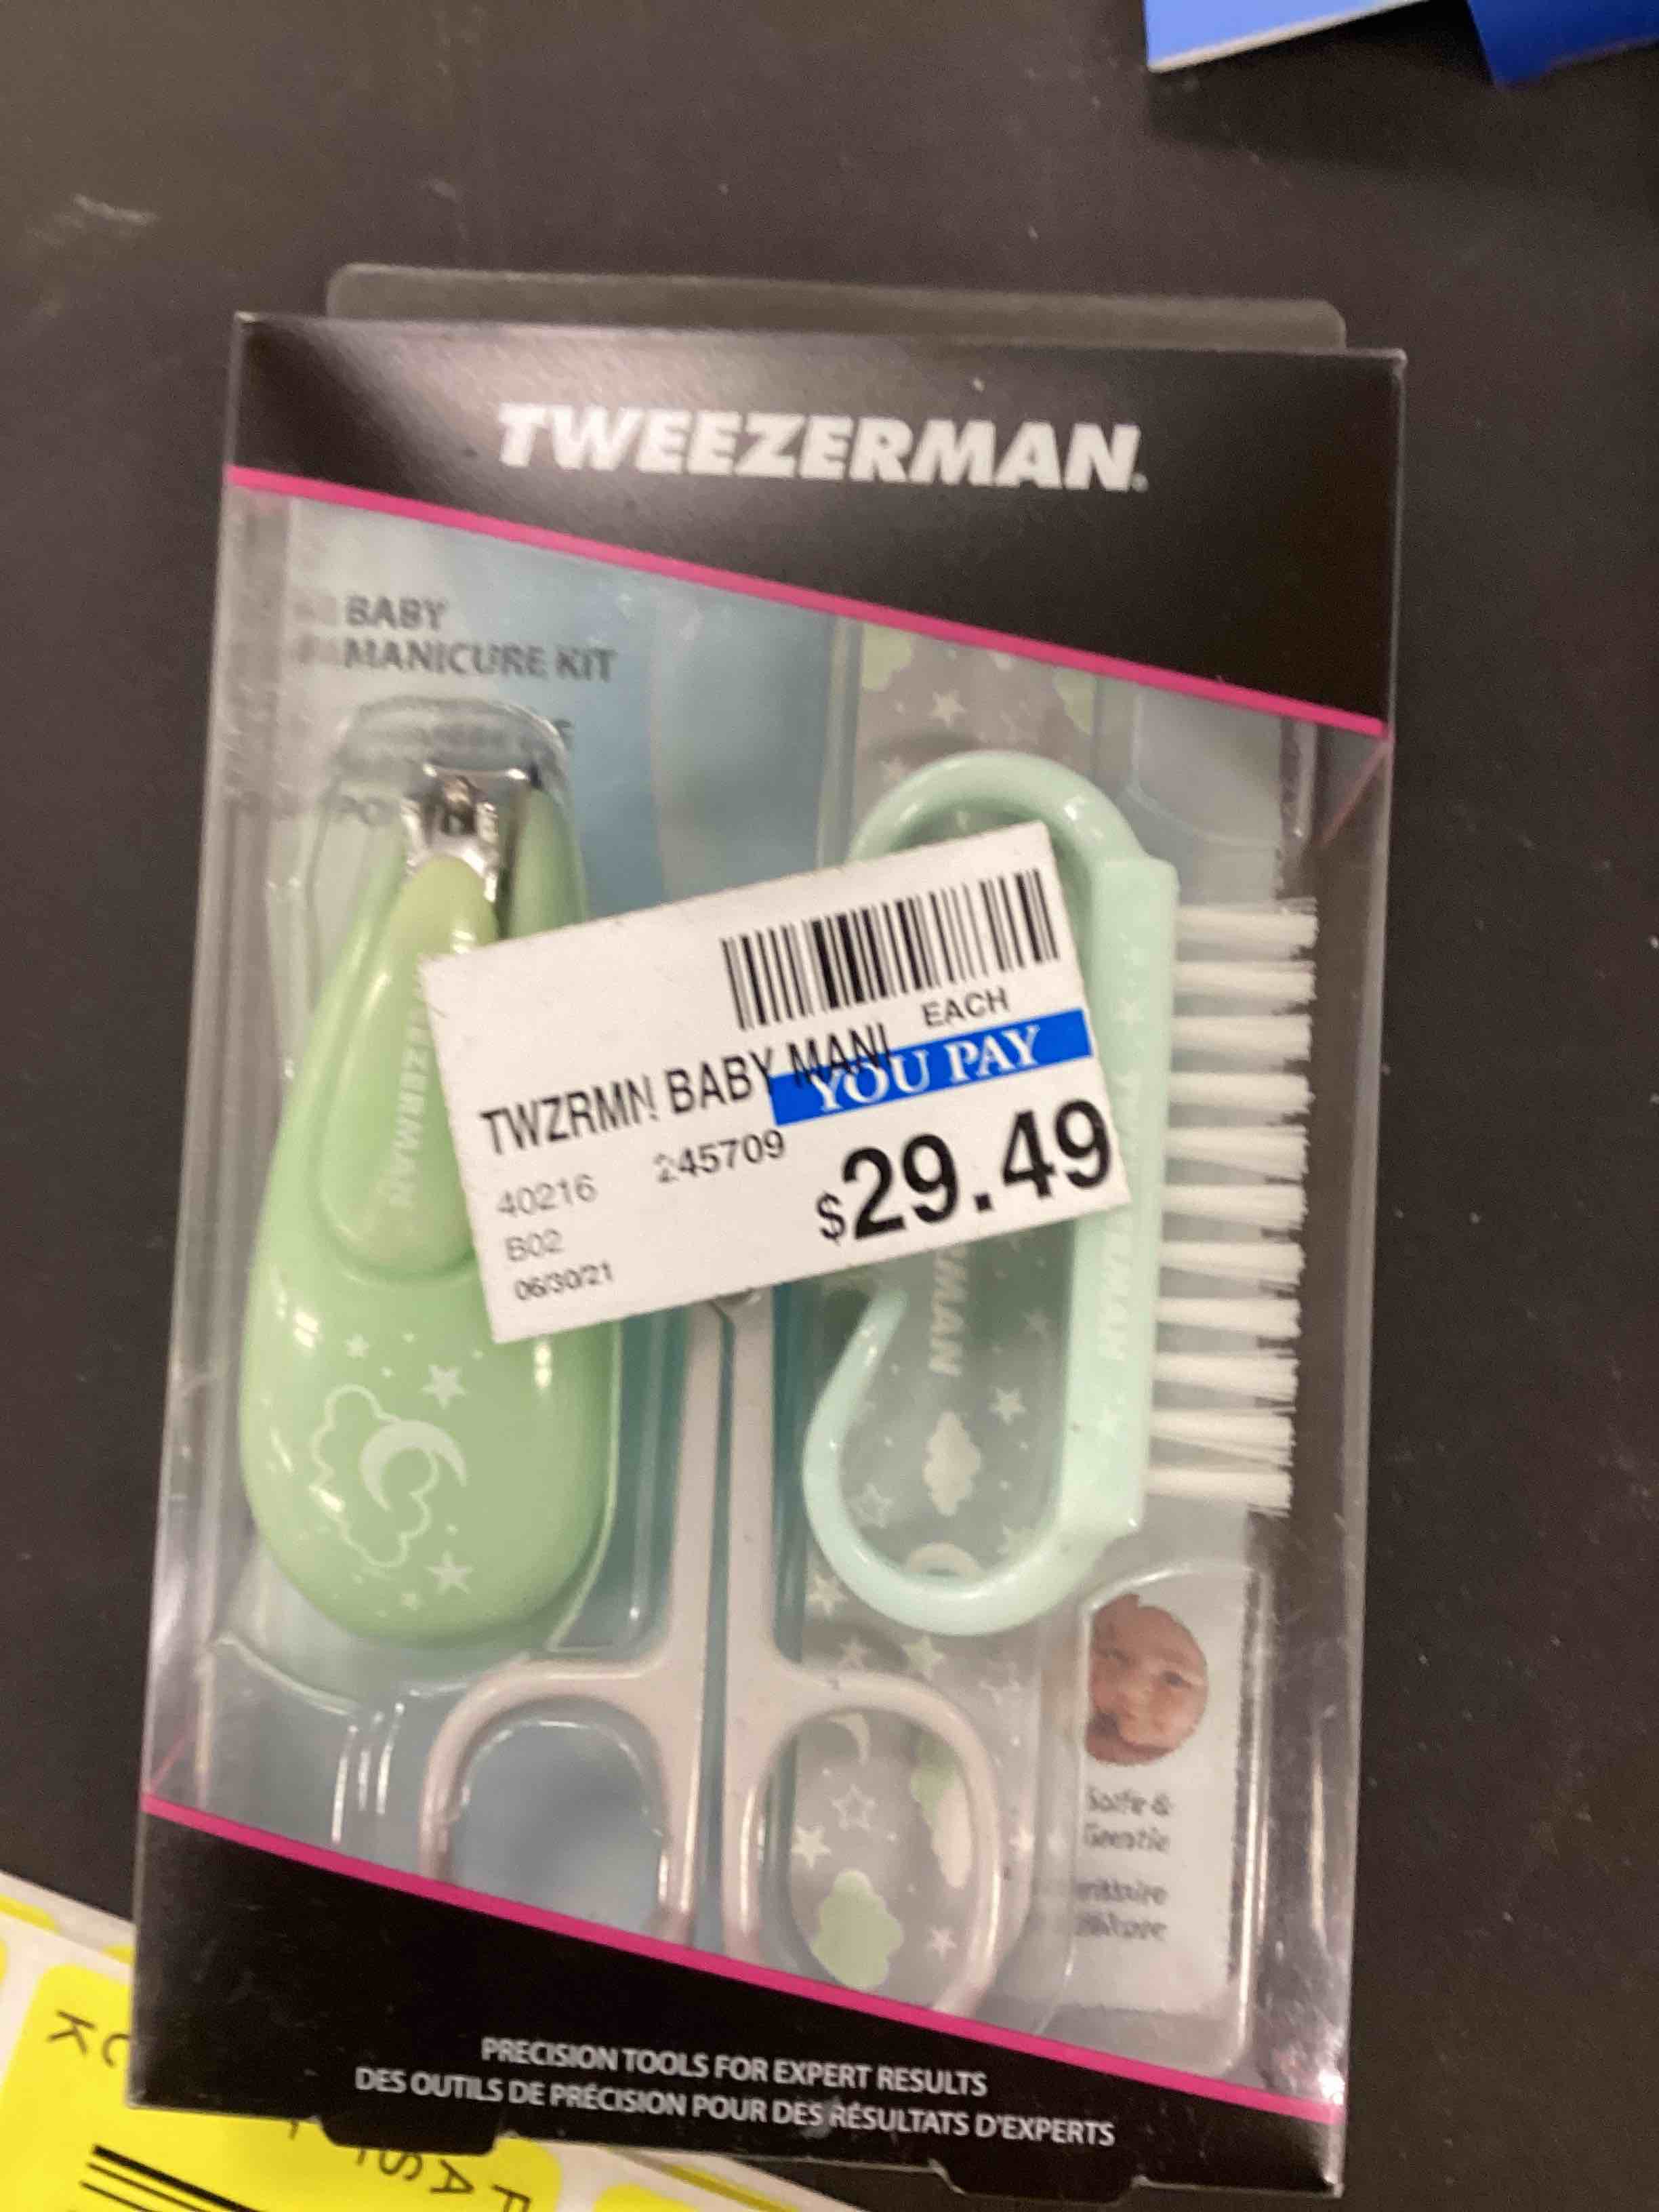 TWEEZERMAN.
BABY
MANICURE KIT
EACH
TWZRMN BABY MANI
YOU PAY
40216 245709
$29.49
B02
06/30/21
TWEEZERMAN
Safe &
Gentle
PRECISION TOOLS FOR EXPERT RESULTS
DES OUTILS DE PRÉCISION POUR DES RÉSULTATS D'EXPERTS